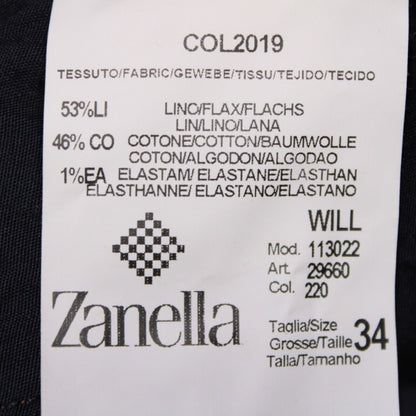 COL2019
TESSUTO/FABRIC/GEWEBE/TISSU/TEJIDO/TECIDO
53%LI LINO/FLAX/FLACHS
LIN/LINO/LANA
46% CO COTONE/COTTON/BAUMWOLLE
COTON/ALGODON/ALGODAO
1%EA ELASTAM/ELASTANE/ELASTHAN
ELASTHANNE/ELASTANO/ELASTANO
WILL
Mod. 113022
Art. 29660
Col. 220
Zanella
Taglia/Size
Grosse/Taille 34
Talla/Tamanho